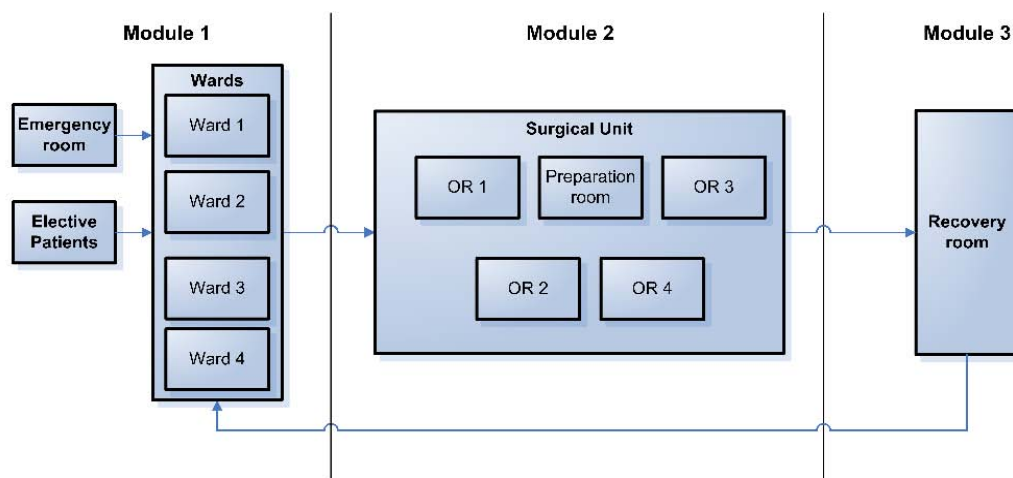 Module 1
Module 2
Module 3
Wards
Emergency
room
Ward 1
Elective
Patients
Ward 2
Ward 3
Ward 4
Surgical Unit
OR 1
Preparation
room
OR 3
OR 2
OR 4
Recovery
room